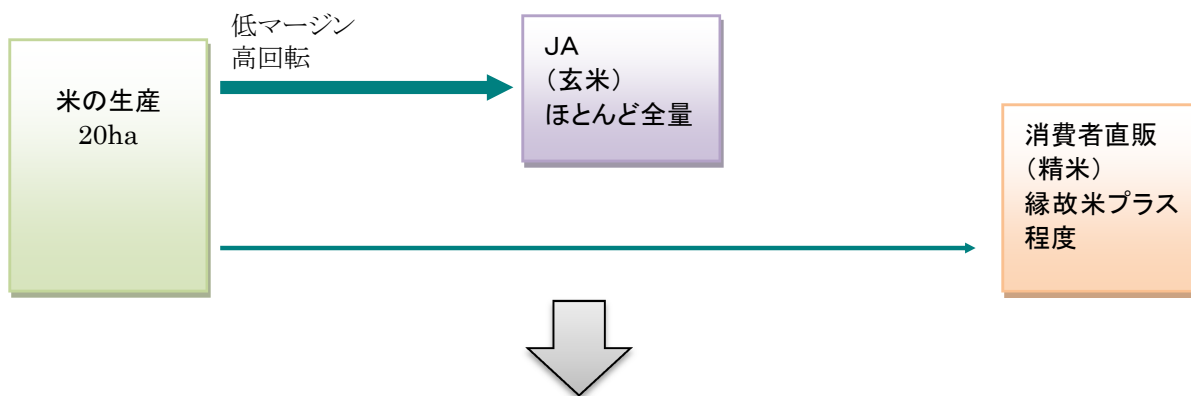 低マージン
高回転
米の生産
20ha
JA
（玄米）
ほとんど全量
消費者直販
（精米）
縁故米プラス
程度